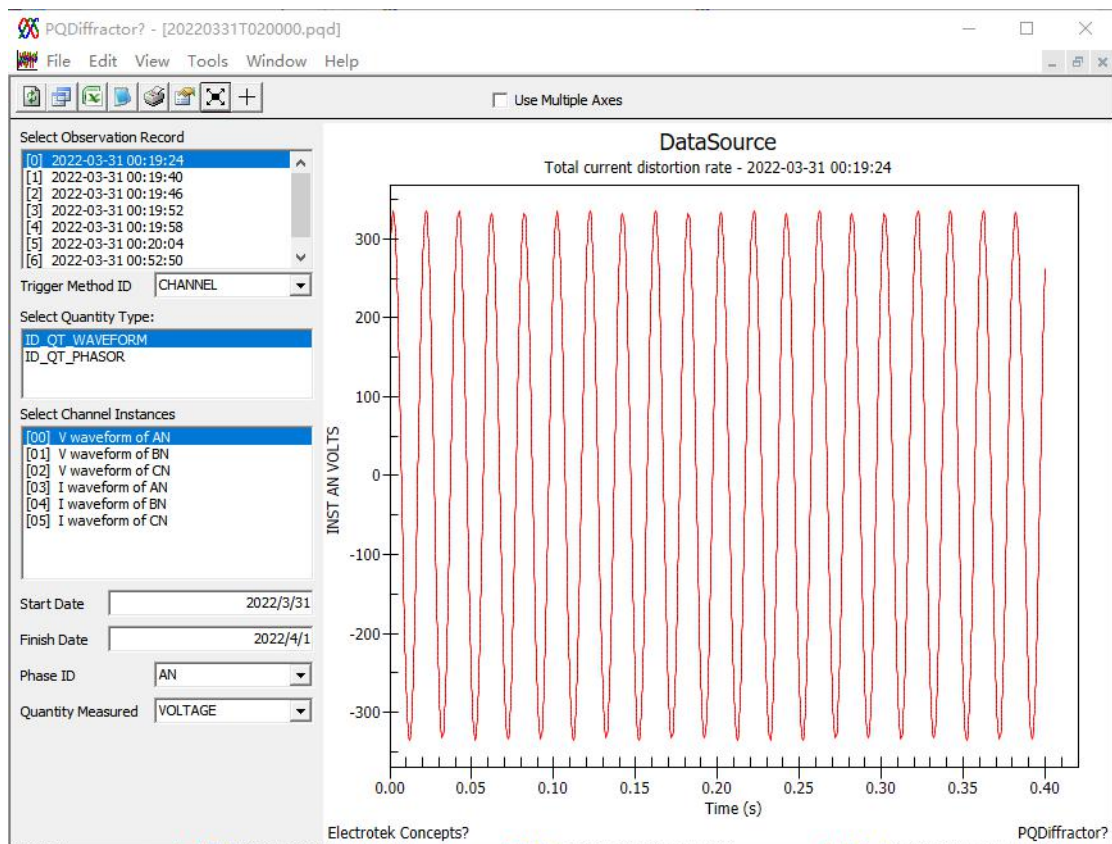 PQDiffractor? - [20220331T020000.pqd]
File Edit View Tools Window Help
Use Multiple Axes
Select Observation Record
[0] 2022-03-31 00:19:24
[1] 2022-03-31 00:19:40
[2] 2022-03-31 00:19:46
[3] 2022-03-31 00:19:52
[4] 2022-03-31 00:19:58
[5] 2022-03-31 00:20:04
[6] 2022-03-31 00:52:50
Trigger Method ID CHANNEL
Select Quantity Type:
ID_QT_WAVEFORM
ID_QT_PHASOR
Select Channel Instances
[00] V waveform of AN
[01] V waveform of BN
[02] V waveform of CN
[03] I waveform of AN
[04] I waveform of BN
[05] I waveform of CN
Start Date 2022/3/31
Finish Date 2022/4/1
Phase ID AN
Quantity Measured VOLTAGE
DataSource
Total current distortion rate - 2022-03-31 00:19:24
INST AN VOLTS
300
200
100
0
-100
-200
-300
0.00 0.05 0.10 0.15 0.20 0.25 0.30 0.35 0.40
Time (s)
Electrotek Concepts? PQDiffractor?